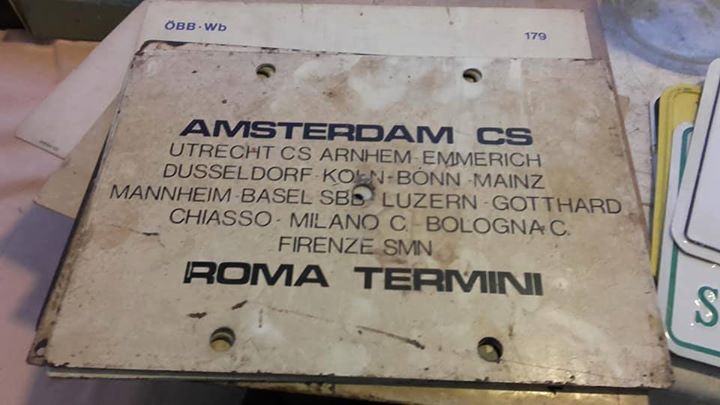 ÖBB-Wb
179
AMSTERDAM CS
UTRECHT CS ARNHEM-EMMERICH
DUSSELDORF-KOLN-BONN-MAINZ
MANNHEIM-BASEL SBB LUZERN-GOTTHARD
CHIASSO-MILANO C.-BOLOGNA C.
FIRENZE SMN
ROMA TERMINI
S